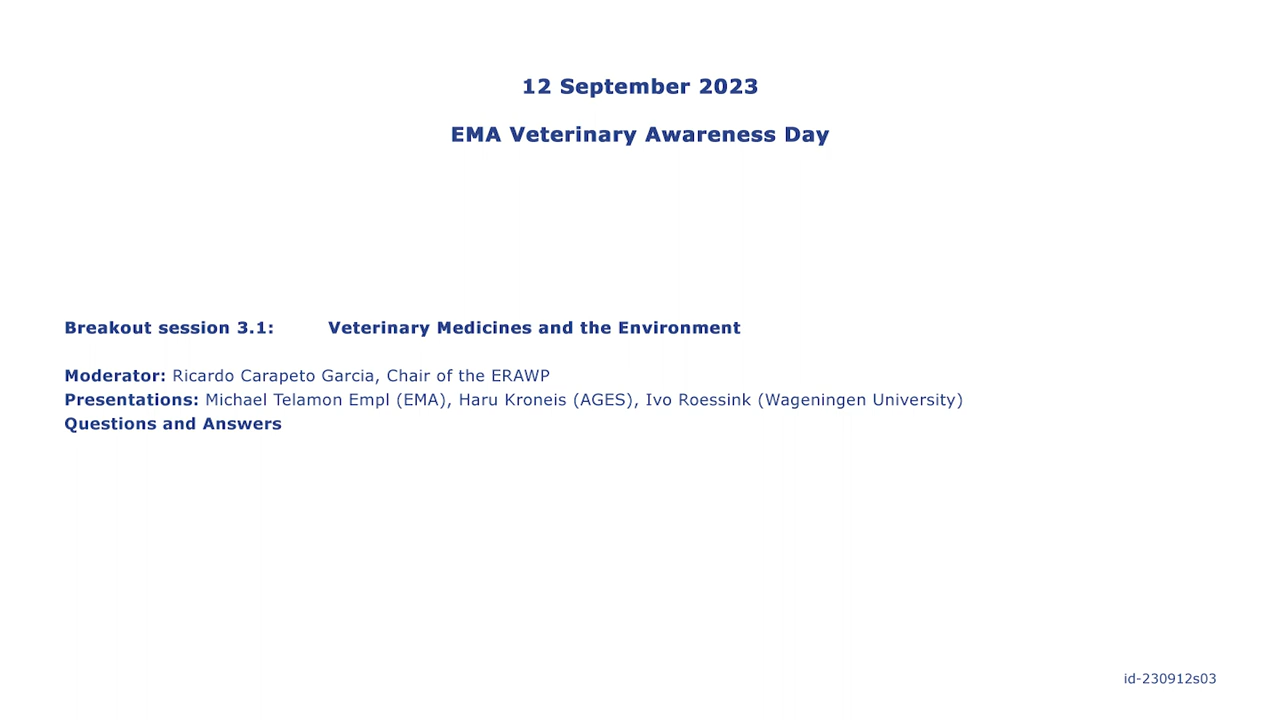 12 September 2023
EMA Veterinary Awareness Day
Breakout session 3.1: Veterinary Medicines and the Environment
Moderator: Ricardo Carapeto Garcia, Chair of the ERAWP
Presentations: Michael Telamon Empl (EMA), Haru Kroneis (AGES), Ivo Roessink (Wageningen University)
Questions and Answers
id-230912s03